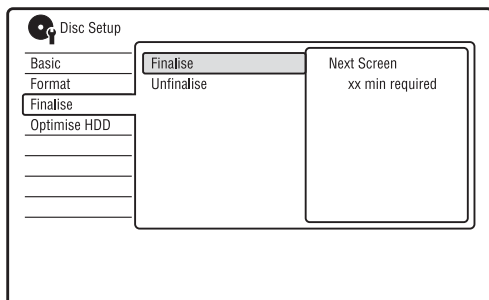 Disc Setup
Basic
Format
Finalise
Optimise HDD
Finalise
Unfinalise
Next Screen
xx min required